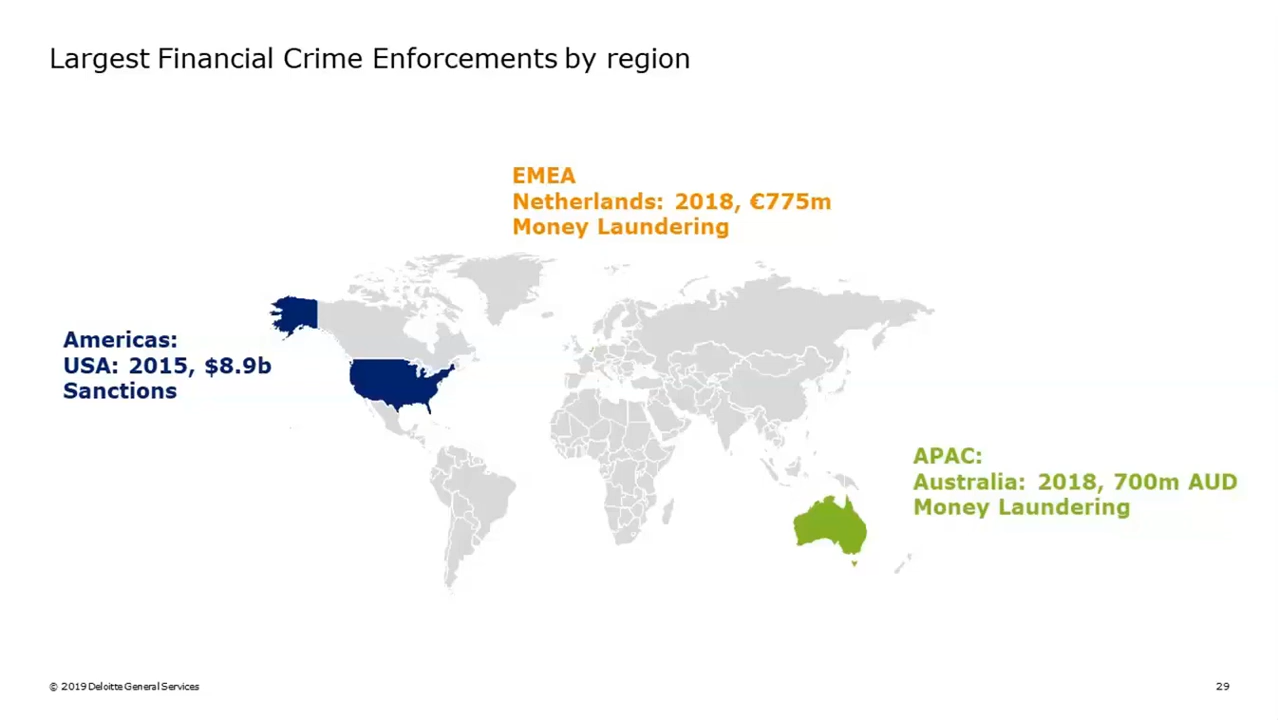 Largest Financial Crime Enforcements by region
EMEA
Netherlands: 2018, €775m
Money Laundering
Americas:
USA: 2015, $8.9b
Sanctions
APAC:
Australia: 2018, 700m AUD
Money Laundering
© 2019 Deloitte General Services
29